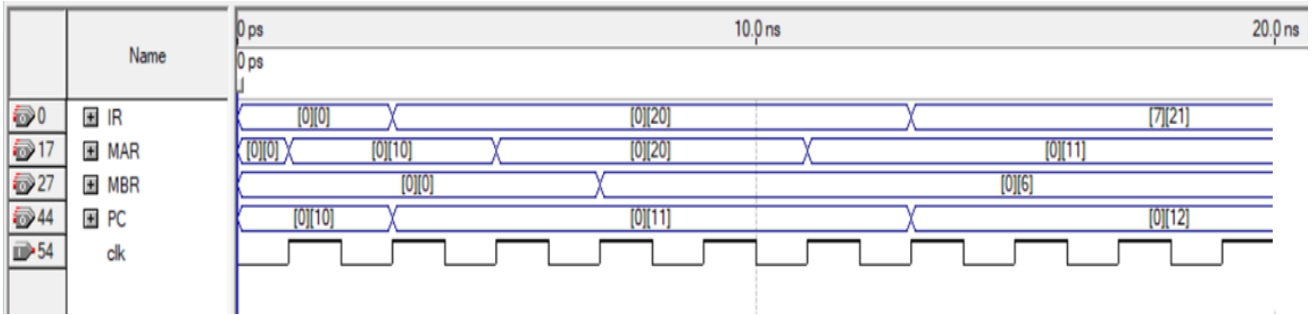 Name 0 ps 10.0 ns 20.0 ns
0 ps
0 IR [0][0] [0][20] [7][21]
17 MAR [0][0] [0][10] [0][20] [0][11]
27 MBR [0][0] [0][6]
44 PC [0][10] [0][11] [0][12]
54 clk